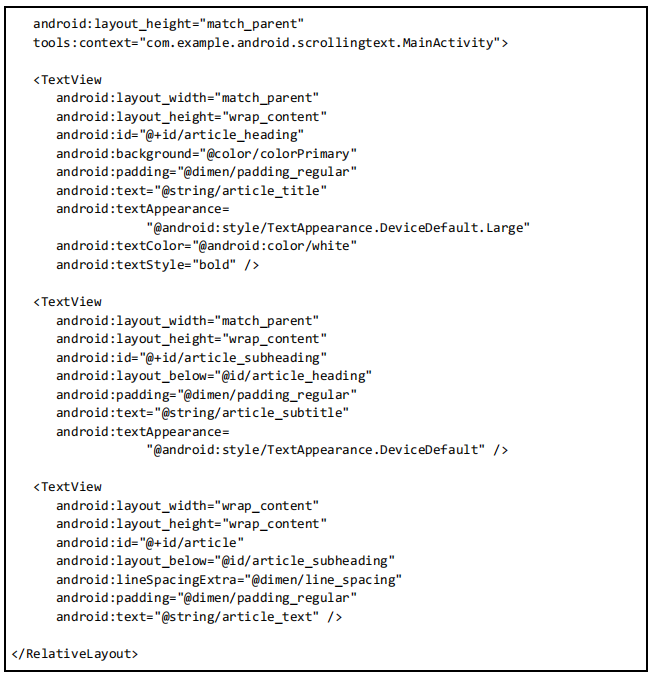 android:layout_height="match_parent"
tools:context="com.example.android.scrollingtext.MainActivity">
<TextView
android:layout_width="match_parent"
android:layout_height="wrap_content"
android:id="@+id/article_heading"
android:background="@color/colorPrimary"
android:padding="@dimen/padding_regular"
android:text="@string/article_title"
android:textAppearance=
"@android:style/TextAppearance.DeviceDefault.Large"
android:textColor="@android:color/white"
android:textStyle="bold" />
<TextView
android:layout_width="match_parent"
android:layout_height="wrap_content"
android:id="@+id/article_subheading"
android:layout_below="@id/article_heading"
android:padding="@dimen/padding_regular"
android:text="@string/article_subtitle"
android:textAppearance=
"@android:style/TextAppearance.DeviceDefault" />
<TextView
android:layout_width="wrap_content"
android:layout_height="wrap_content"
android:id="@+id/article"
android:layout_below="@id/article_subheading"
android:lineSpacingExtra="@dimen/line_spacing"
android:padding="@dimen/padding_regular"
android:text="@string/article_text" />
</RelativeLayout>